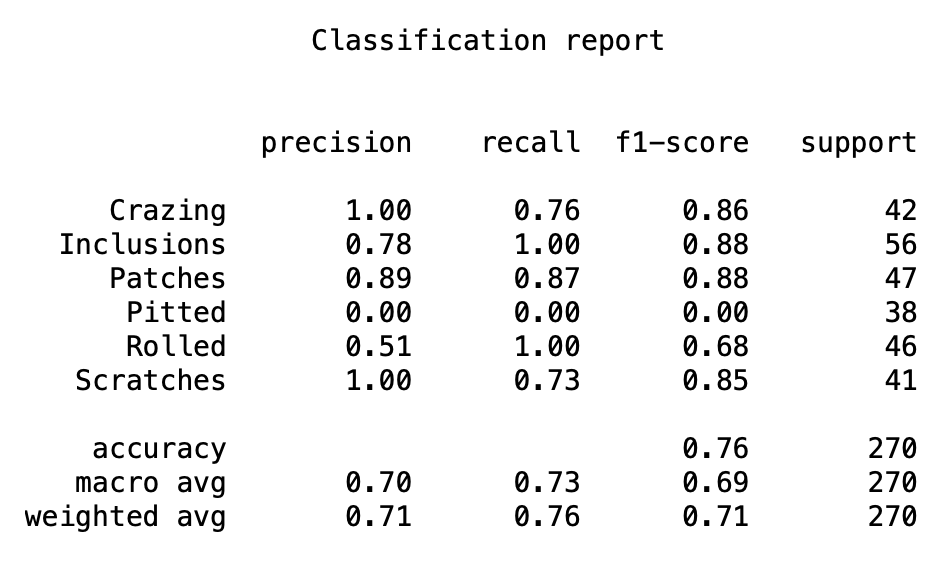 Classification report
precision recall f1-score support
Crazing 1.00 0.76 0.86 42
Inclusions 0.78 1.00 0.88 56
Patches 0.89 0.87 0.88 47
Pitted 0.00 0.00 0.00 38
Rolled 0.51 1.00 0.68 46
Scratches 1.00 0.73 0.85 41
accuracy 0.76 270
macro avg 0.70 0.73 0.69 270
weighted avg 0.71 0.76 0.71 270